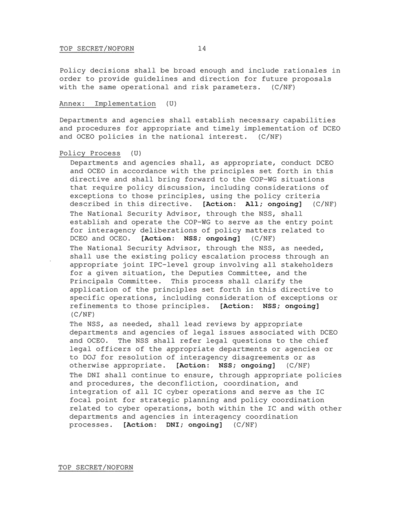 TOP SECRET/NOFORN 14
Policy decisions shall be broad enough and include rationales in
order to provide guidelines and direction for future proposals
with the same operational and risk parameters. (C/NF)
Annex: Implementation (U)
Departments and agencies shall establish necessary capabilities
and procedures for appropriate and timely implementation of DCEO
and OCEO policies in the national interest. (C/NF)
Policy Process (U)
Departments and agencies shall, as appropriate, conduct DCEO
and OCEO in accordance with the principles set forth in this
directive and shall bring forward to the COP-WG situations
that require policy discussion, including considerations of
exceptions to those principles, using the policy criteria
described in this directive. [Action: All; ongoing] (C/NF)
The National Security Advisor, through the NSS, shall
establish and operate the COP-WG to serve as the entry point
for interagency deliberations of policy matters related to
DCEO and OCEO. [Action: NSS; ongoing] (C/NF)
The National Security Advisor, through the NSS, as needed,
shall use the existing policy escalation process through an
appropriate joint IPC-level group involving all stakeholders
for a given situation, the Deputies Committee, and the
Principals Committee. This process shall clarify the
application of the principles set forth in this directive to
specific operations, including consideration of exceptions or
refinements to those principles. [Action: NSS; ongoing]
(C/NF)
The NSS, as needed, shall lead reviews by appropriate
departments and agencies of legal issues associated with DCEO
and OCEO. The NSS shall refer legal questions to the chief
legal officers of the appropriate departments or agencies or
to DOJ for resolution of interagency disagreements or as
otherwise appropriate. [Action: NSS; ongoing] (C/NF)
The DNI shall continue to ensure, through appropriate policies
and procedures, the deconfliction, coordination, and
integration of all IC cyber operations and serve as the IC
focal point for strategic planning and policy coordination
related to cyber operations, both within the IC and with other
departments and agencies in interagency coordination
processes. [Action: DNI; ongoing] (C/NF)
TOP SECRET/NOFORN